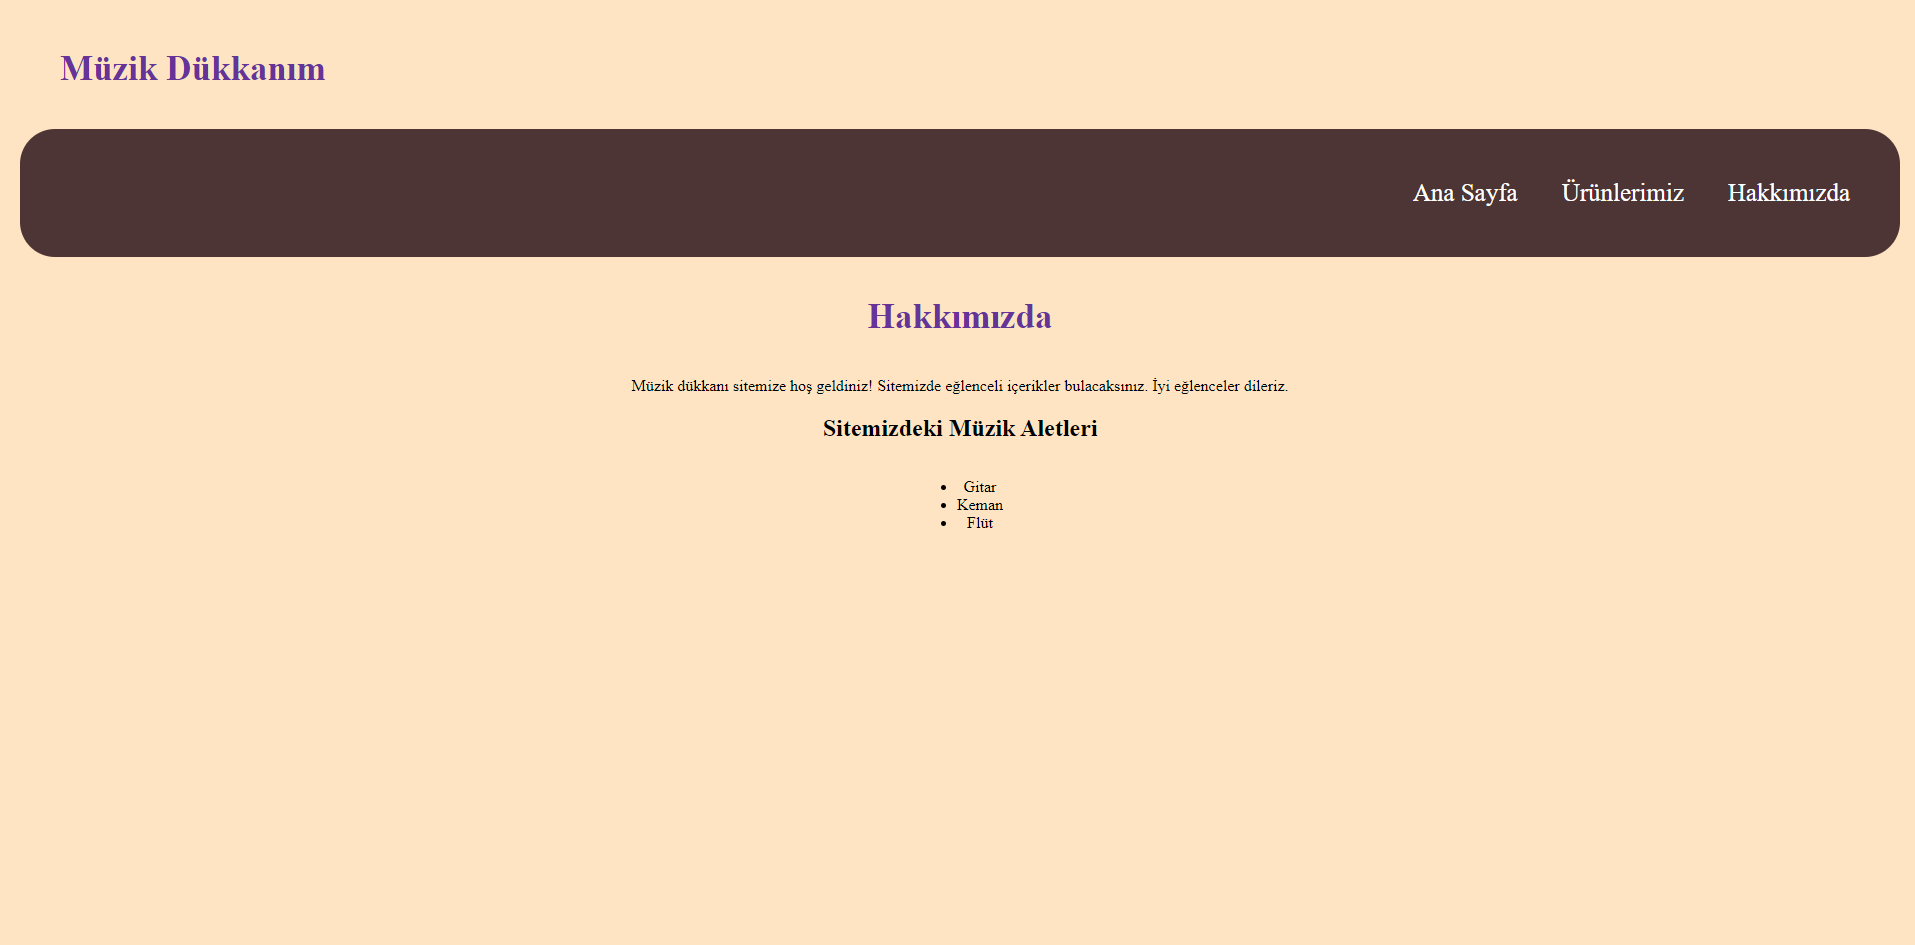 Müzik Dükkanım
Ana Sayfa Ürünlerimiz Hakkımızda
Hakkımızda
Müzik dükkanı sitemize hoş geldiniz! Sitemizde eğlenceli içerikler bulacaksınız. İyi eğlenceler dileriz.
Sitemizdeki Müzik Aletleri
• Gitar
• Keman
• Flüt